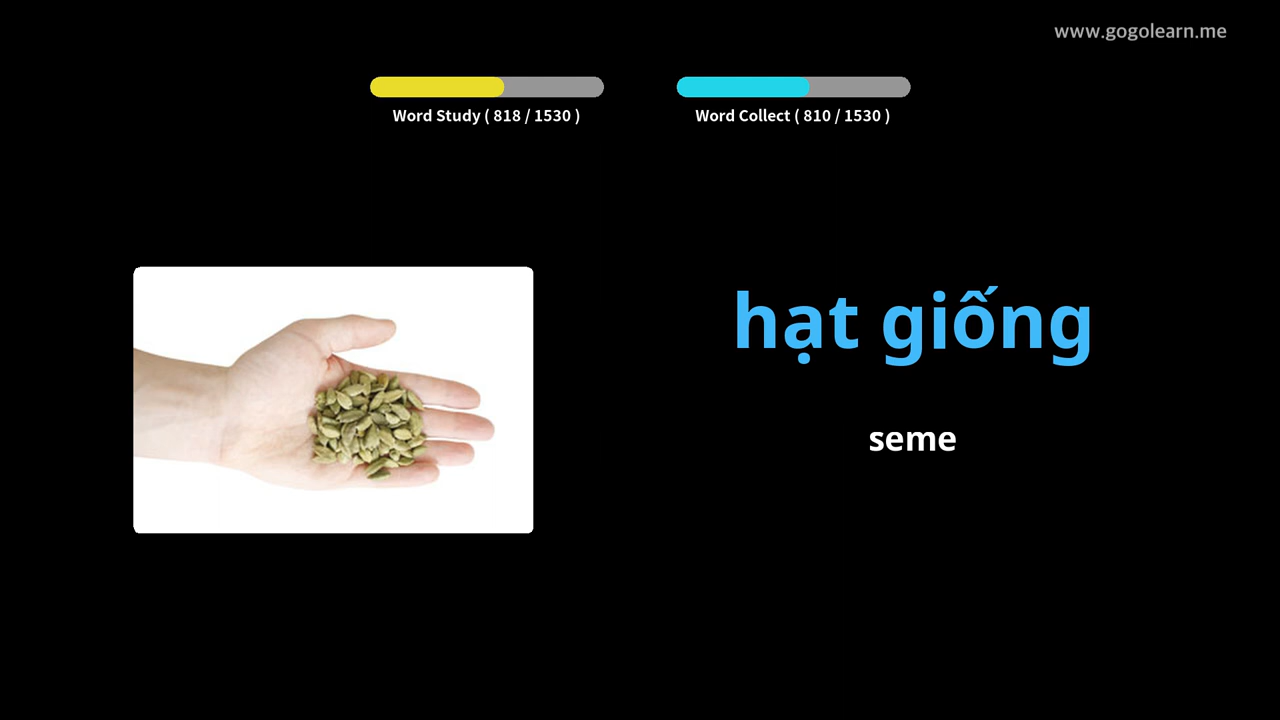 www.gogolearn.me
Word Study ( 818 / 1530 )
Word Collect ( 810 / 1530 )
hạt giống
seme